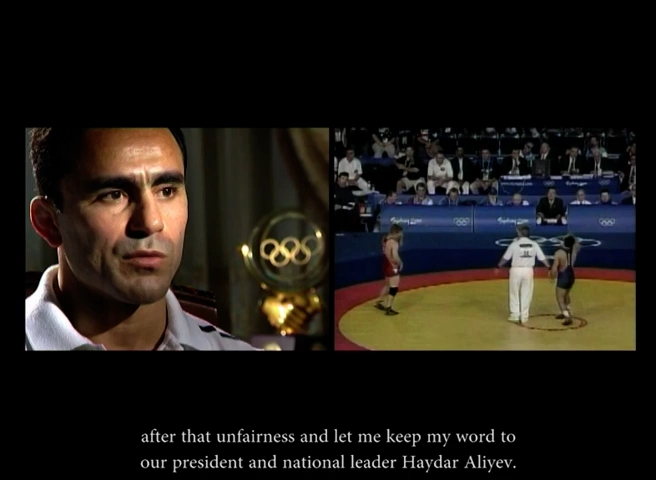 after that unfairness and let me keep my word to
our president and national leader Haydar Aliyev.